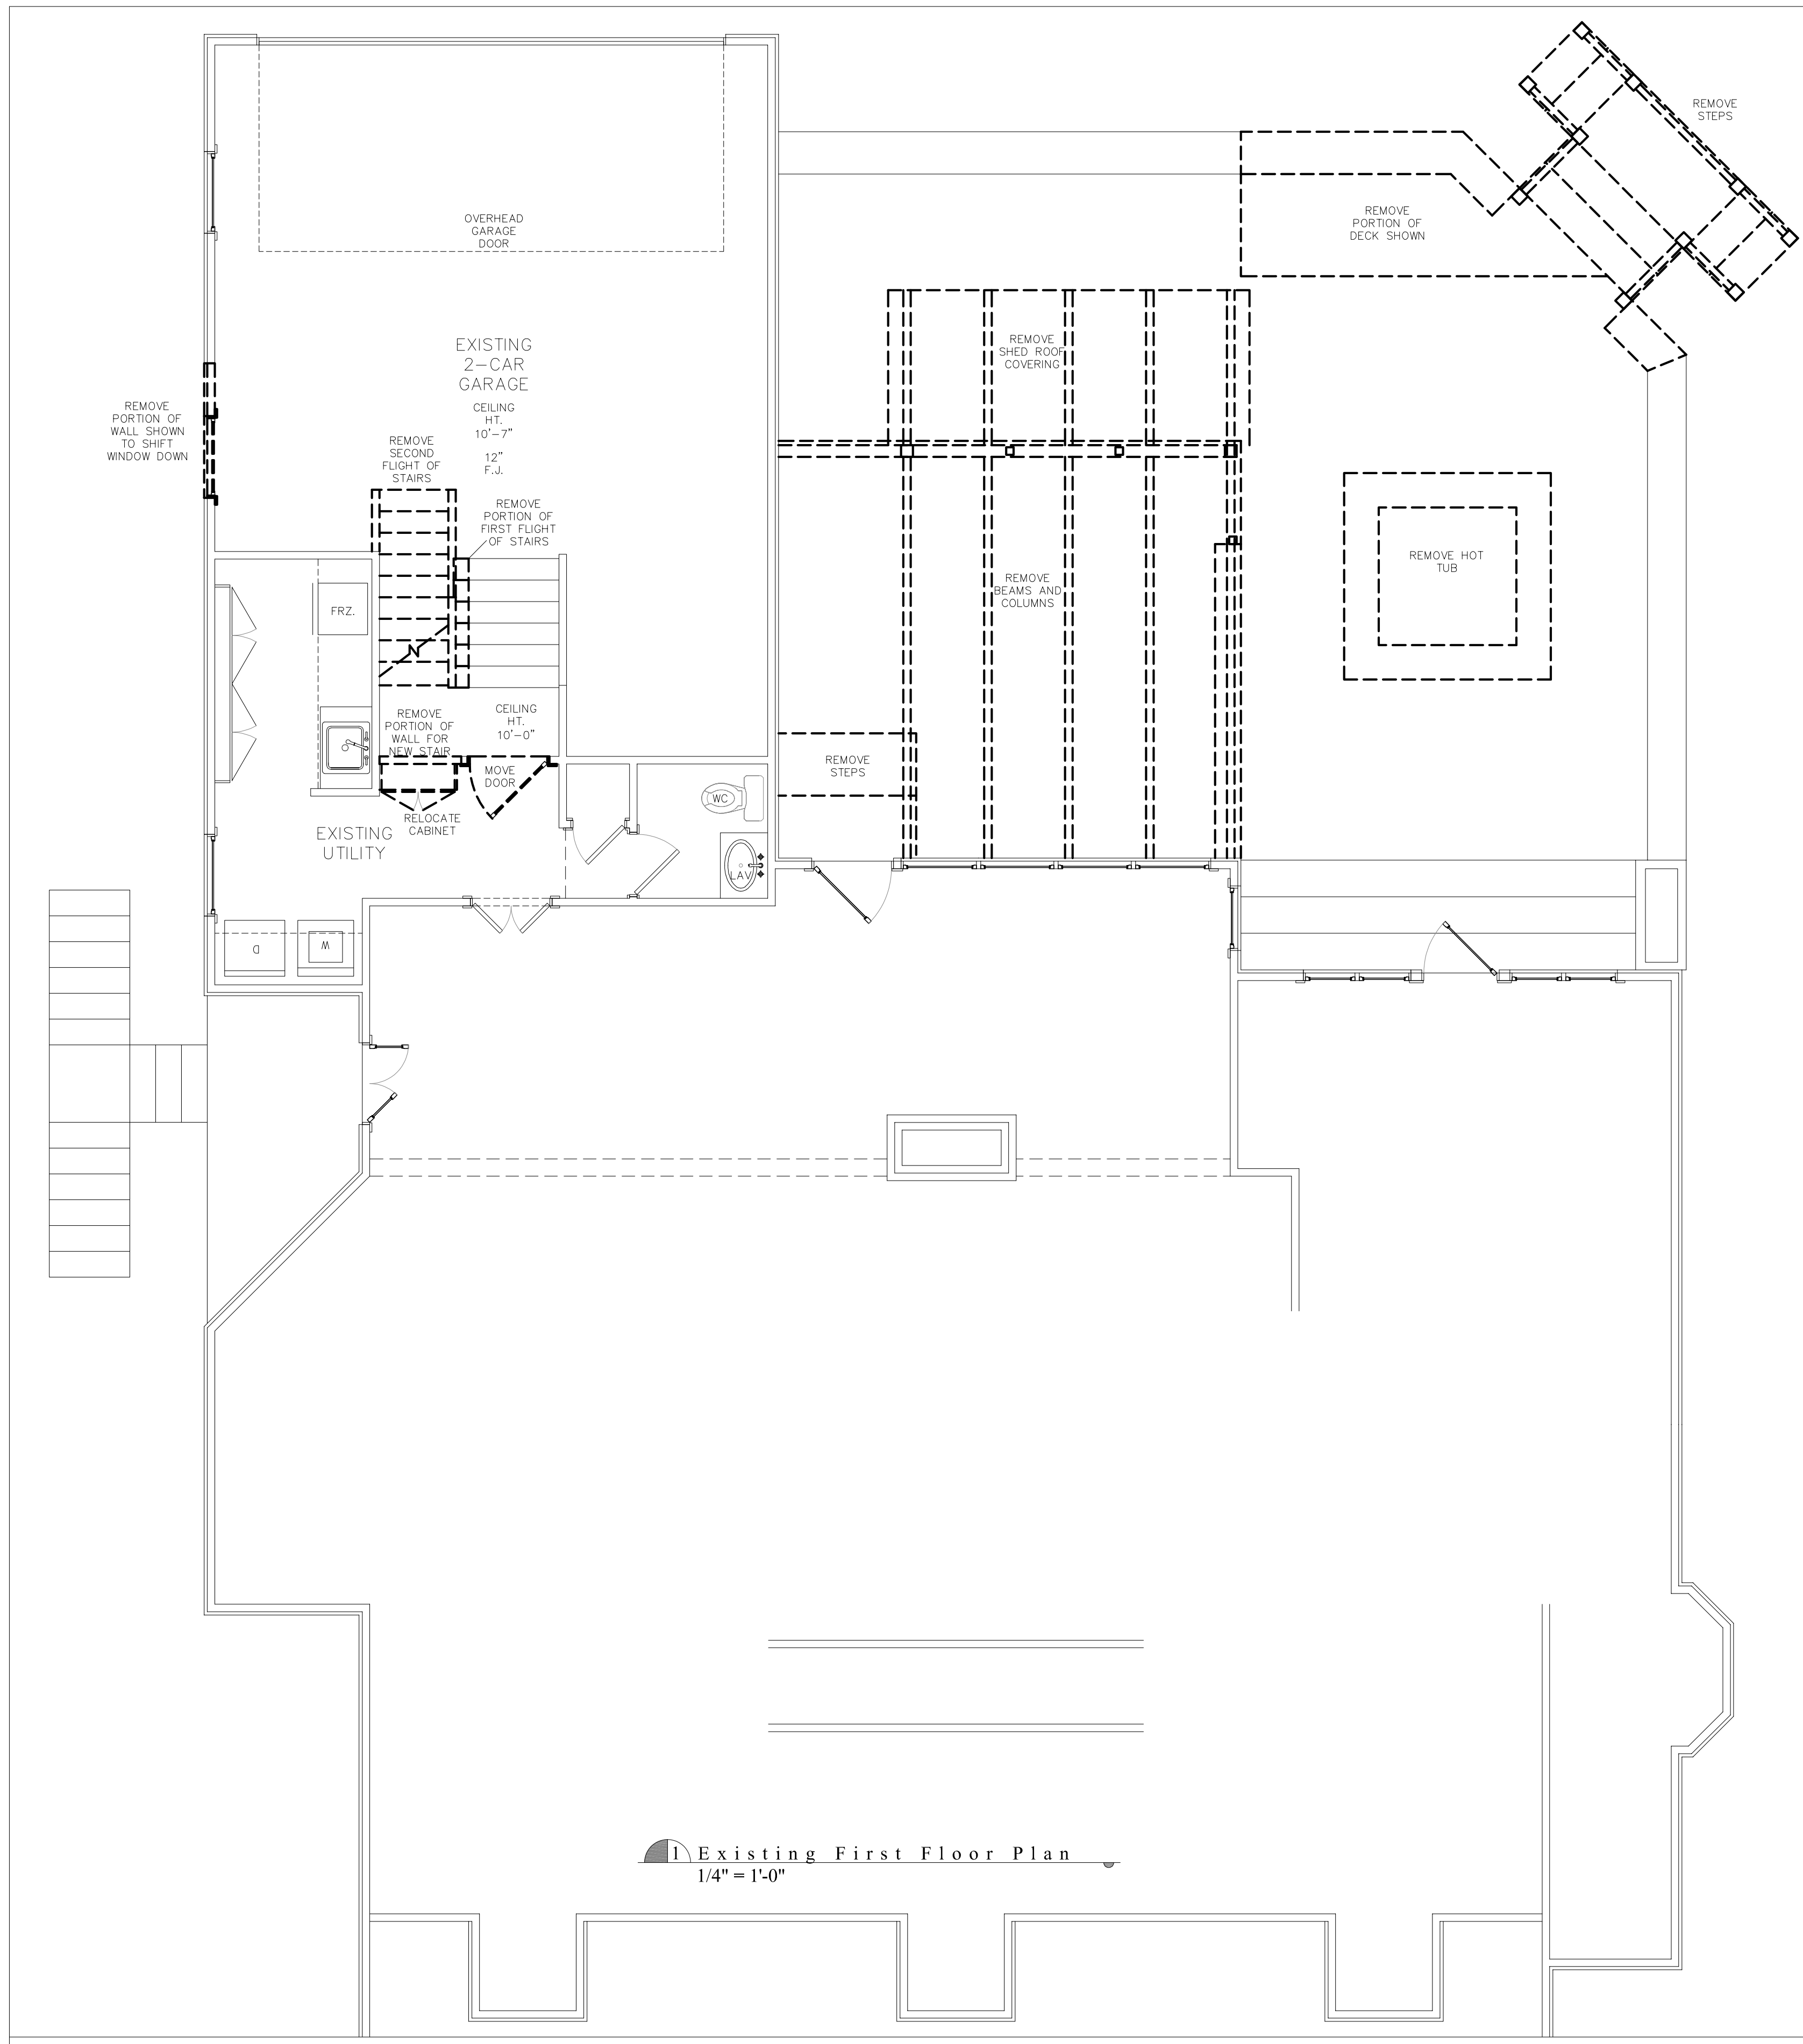 REMOVE
STEPS
OVERHEAD
GARAGE
DOOR
REMOVE
PORTION OF
DECK SHOWN
EXISTING
2-CAR
GARAGE
CEILING
HT.
10'-7"
12"
F.J.
REMOVE
SHED ROOF
COVERING
REMOVE
PORTION OF
WALL SHOWN
TO SHIFT
WINDOW DOWN
REMOVE
SECOND
FLIGHT OF
STAIRS
REMOVE
PORTION OF
FIRST FLIGHT
OF STAIRS
REMOVE HOT
TUB
FRZ.
REMOVE
BEAMS AND
COLUMNS
REMOVE
PORTION OF
WALL FOR
NEW STAIR
CEILING
HT.
10'-0"
MOVE
DOOR
REMOVE
STEPS
WC
RELOCATE
CABINET
EXISTING
UTILITY
LAV
D
W
1 Existing First Floor Plan
1/4" = 1'-0"